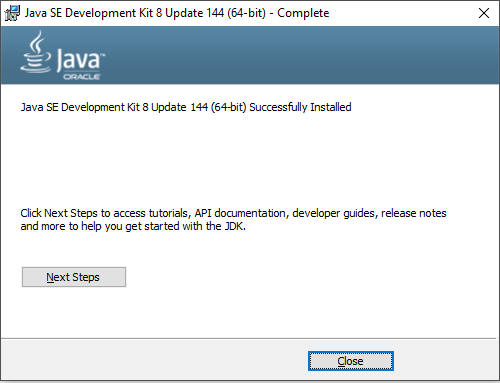 Java SE Development Kit 8 Update 144 (64-bit) - Complete
Java
ORACLE
Java SE Development Kit 8 Update 144 (64-bit) Successfully Installed
Click Next Steps to access tutorials, API documentation, developer guides, release notes
and more to help you get started with the JDK.
Next Steps
Close